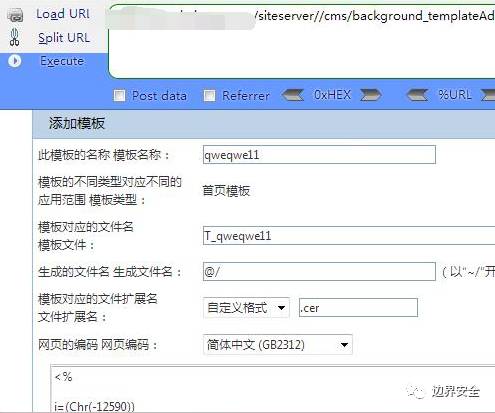 Load URL
/siteserver//cms/background_templateAd
Split URL
Execute
Post data Referrer 0xHEX %URL
添加模板
此模板的名称 模板名称： qweqwe11
模板的不同类型对应不同的
应用范围 模板类型： 首页模板
模板对应的文件名
模板文件： T_qweqwe11
生成的文件名 生成文件名： @/ （以"~/"开
模板对应的文件扩展名
文件扩展名： 自定义格式 .cer
网页的编码 网页编码： 简体中文 (GB2312)
<%
i=(Chr(-12590))
边界安全